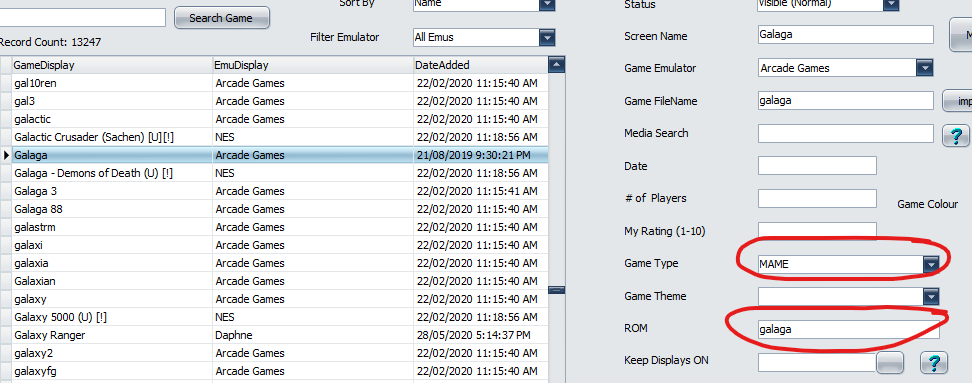 Sort By Name
Search Game
Record Count: 13247
Filter Emulator All Emus
GameDisplay EmuDisplay DateAdded
gal10ren Arcade Games 22/02/2020 11:15:40 AM
gal3 Arcade Games 22/02/2020 11:15:40 AM
galactic Arcade Games 22/02/2020 11:15:40 AM
Galactic Crusader (Sachen) [U][!] NES 22/02/2020 11:18:56 AM
Galaga Arcade Games 21/08/2019 9:30:21 PM
Galaga - Demons of Death (U) [!] NES 22/02/2020 11:18:56 AM
Galaga 3 Arcade Games 22/02/2020 11:15:41 AM
Galaga 88 Arcade Games 22/02/2020 11:15:40 AM
galastrm Arcade Games 22/02/2020 11:15:40 AM
galaxi Arcade Games 22/02/2020 11:15:40 AM
galaxia Arcade Games 22/02/2020 11:15:40 AM
Galaxian Arcade Games 22/02/2020 11:15:40 AM
galaxy Arcade Games 22/02/2020 11:15:40 AM
Galaxy 5000 (U) [!] NES 22/02/2020 11:18:56 AM
Galaxy Ranger Daphne 28/05/2020 5:14:37 PM
galaxy2 Arcade Games 22/02/2020 11:15:40 AM
galaxyfg Arcade Games 22/02/2020 11:15:40 AM
Status Visible (Normal)
Screen Name Galaga
M
Game Emulator Arcade Games
Game FileName galaga
imp
Media Search
?
Date
# of Players
Game Colour
My Rating (1-10)
Game Type MAME
Game Theme
ROM galaga
Keep Displays ON
?